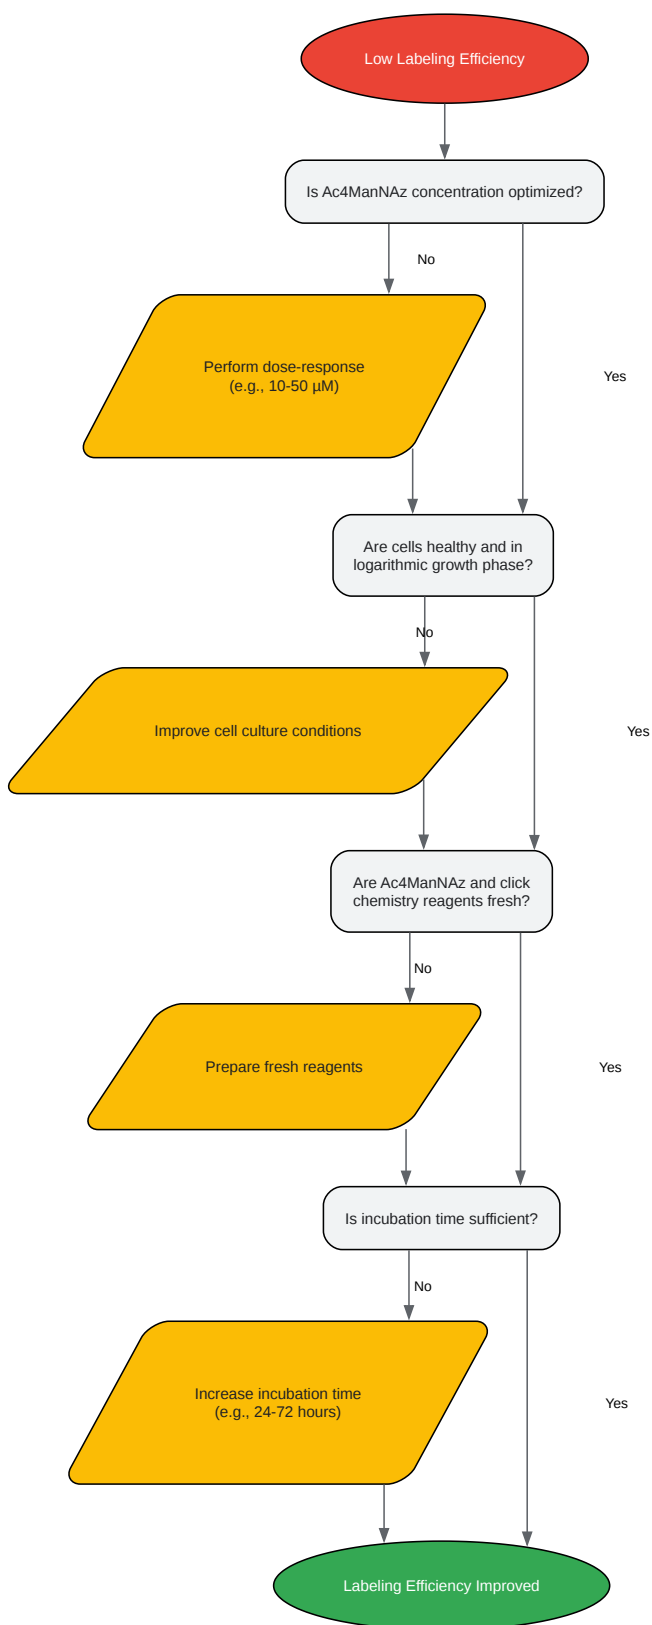 Low Labeling Efficiency
Is Ac4ManNAz concentration optimized?
No
Perform dose-response
(e.g., 10-50 µM)
Yes
Are cells healthy and in
logarithmic growth phase?
No
Improve cell culture conditions
Yes
Are Ac4ManNAz and click
chemistry reagents fresh?
No
Prepare fresh reagents
Yes
Is incubation time sufficient?
No
Increase incubation time
(e.g., 24-72 hours)
Yes
Labeling Efficiency Improved